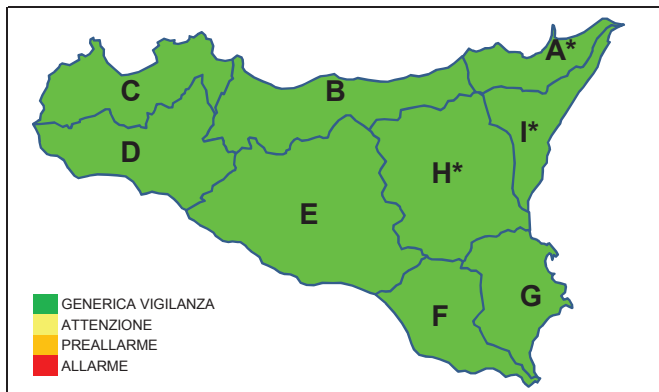 A*
C
B
I*
D
H*
E
G
F
GENERICA VIGILANZA
ATTENZIONE
PREALLARME
ALLARME